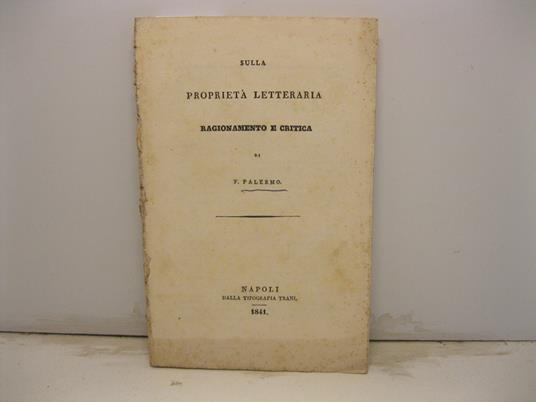 SULLA
PROPRIETÀ LETTERARIA
RAGIONAMENTO E CRITICA
DI
F. PALERMO.
NAPOLI
DALLA TIPOGRAFIA TRANI,
1841.